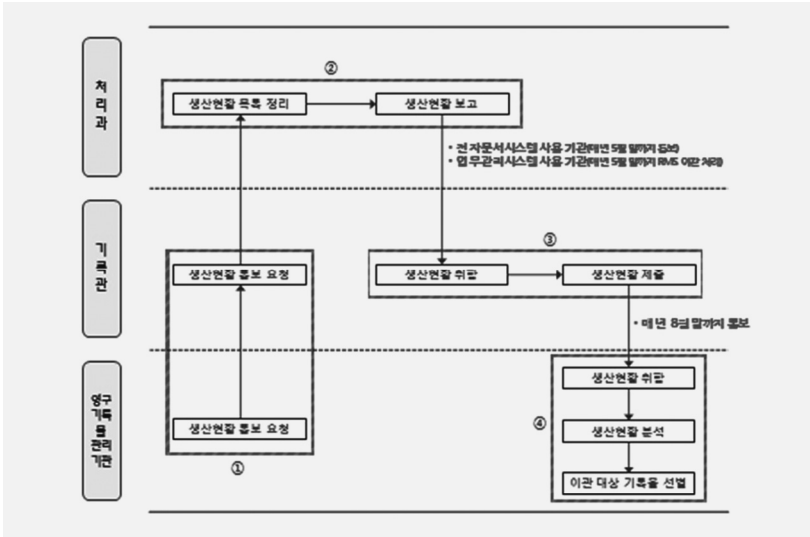 처리과
②
생산현황 목록 정리
생산현황 보고
• 전자문서시스템 사용 기관(매년 5월 말까지 통보)
• 업무관리시스템 사용 기관(매년 5월 말까지 RMS 이관 처리)
기록관
③
생산현황 통보 요청
생산현황 취합
생산현황 제출
• 매년 8월 말까지 통보
영구기록물관리기관
생산현황 취합
④
생산현황 통보 요청
생산현황 분석
①
이관 대상 기록물 선별